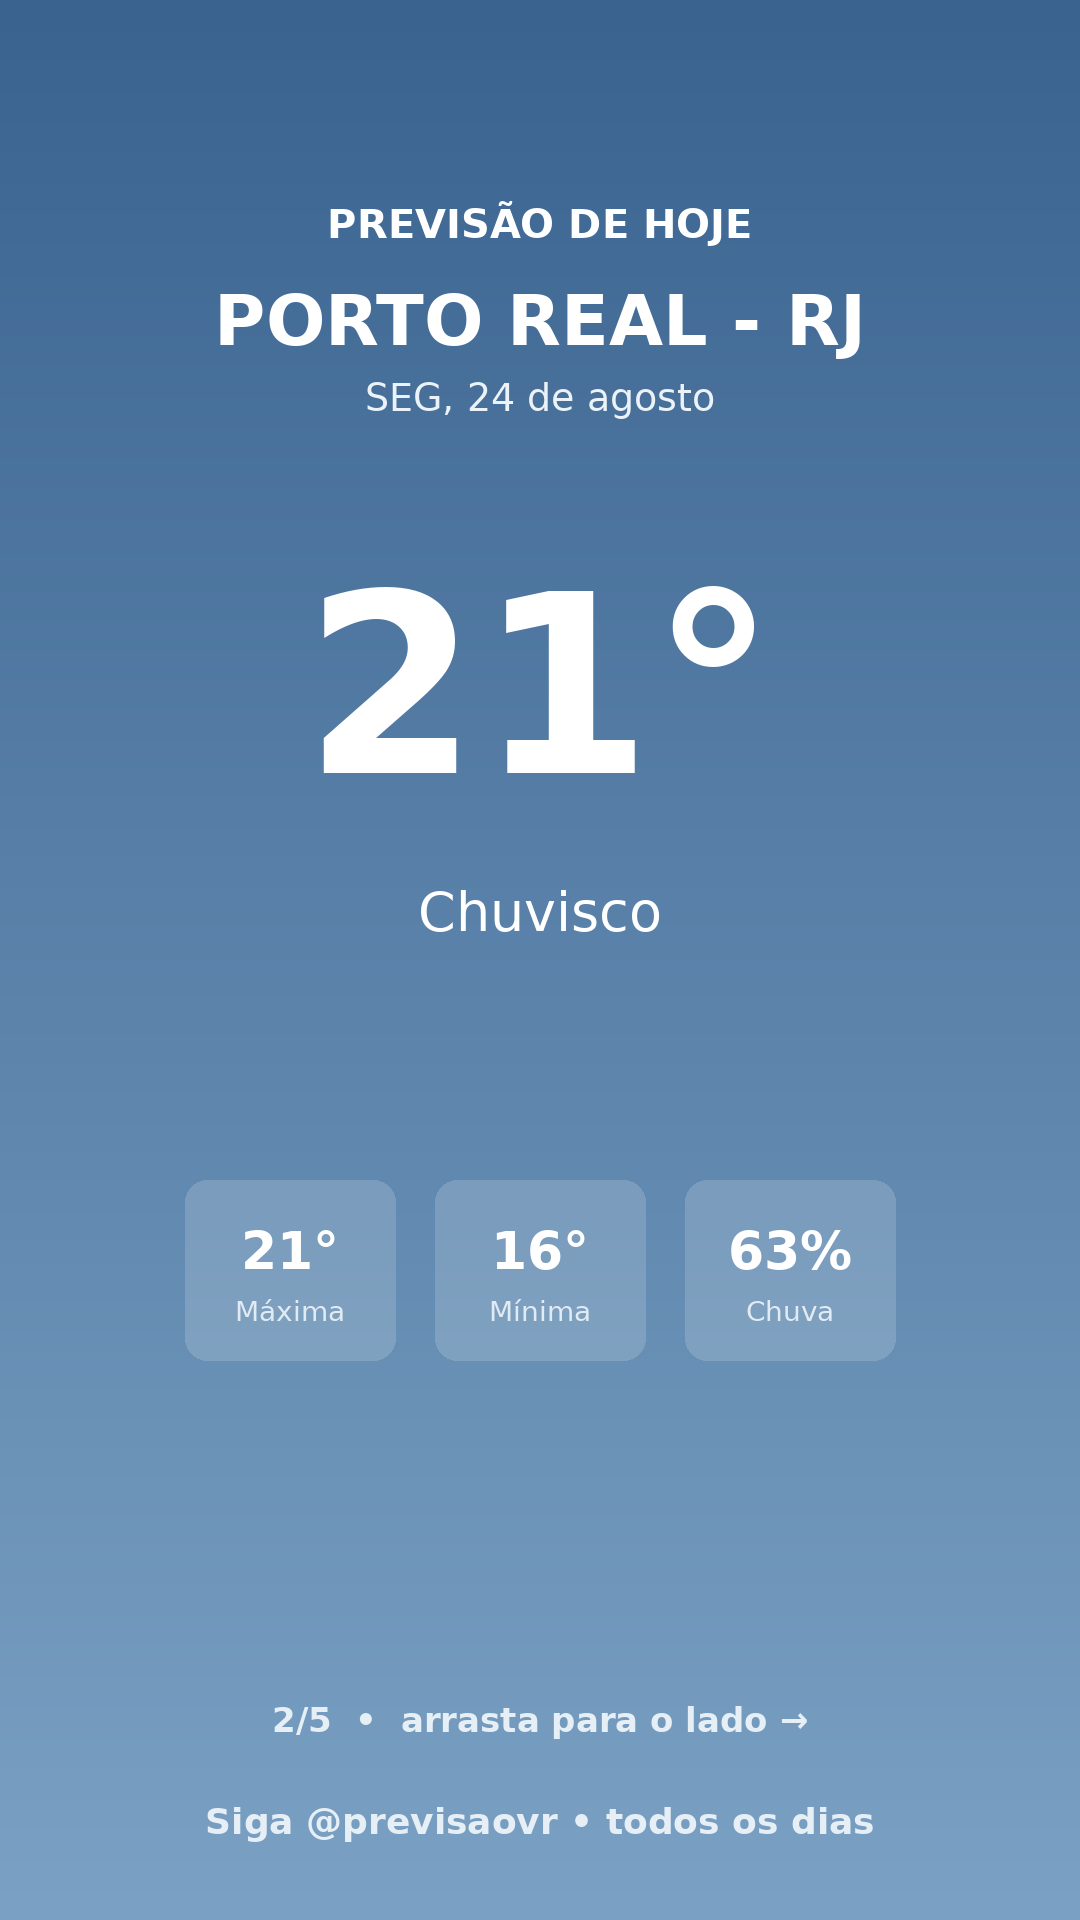 PREVISÃO DE HOJE
PORTO REAL - RJ
SEG, 24 de agosto
21°
Chuvisco
21° 16° 63%
Máxima Mínima Chuva
2/5 • arrasta para o lado →
Siga @previsaovr • todos os dias